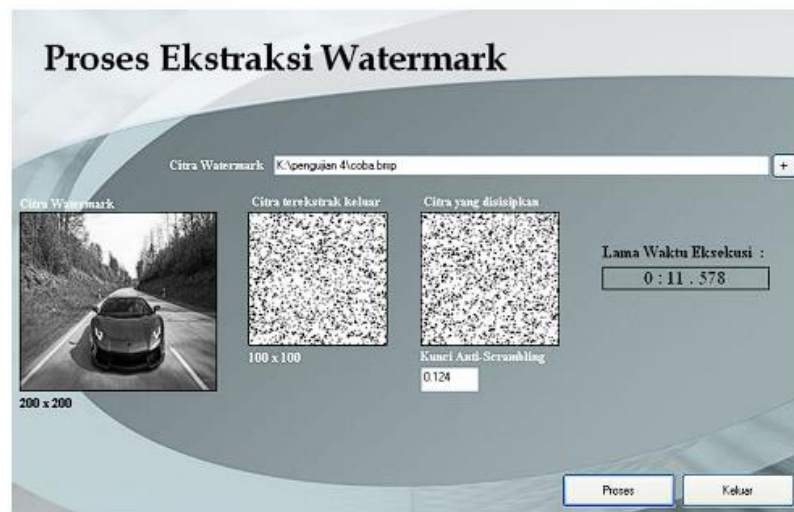 Proses Ekstraksi Watermark
Citra Watermark K:\pengujian 4\coba.bmp +
Citra Watermark
Citra terekstrak keluar
Citra yang disisipkan
Lama Waktu Eksekusi :
0 : 11 . 578
100 x 100
Kunci Anti-Scrambling
0.124
200 x 200
Proses
Keluar